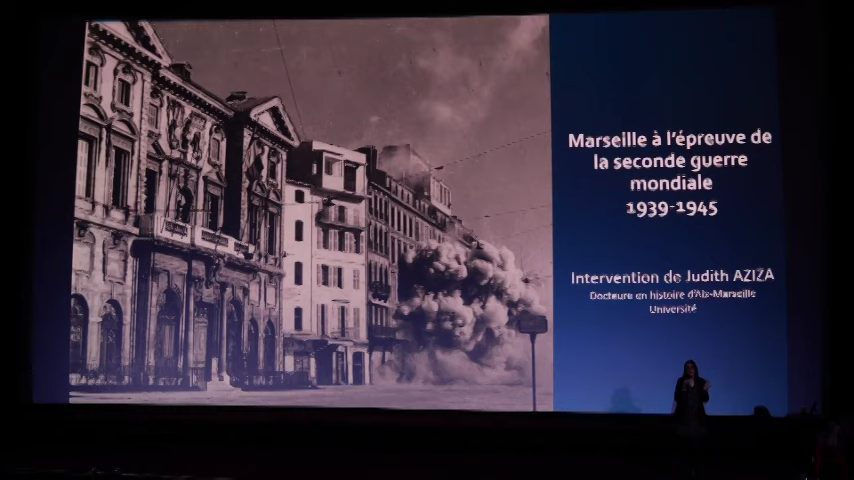 Marseille à l'épreuve de
la seconde guerre
mondiale
1939-1945
Intervention de Judith AZIZA
Docteure en histoire d'Aix-Marseille
Université